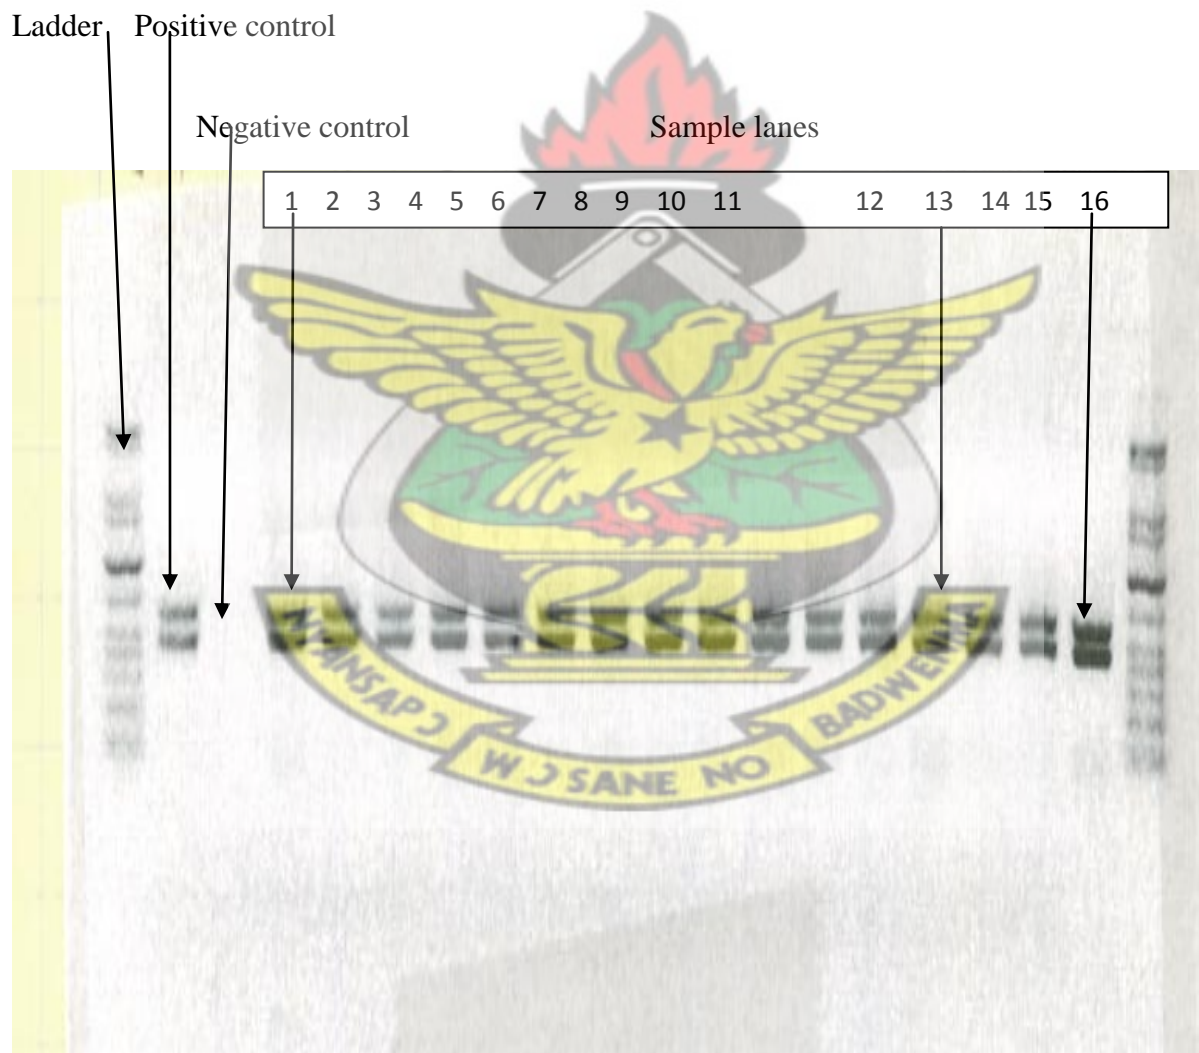 Ladder Positive control
Negative control Sample lanes
1 2 3 4 5 6 7 8 9 10 11 12 13 14 15 16
NYANSAPƆ
WƆSANE NO
BADWENMA